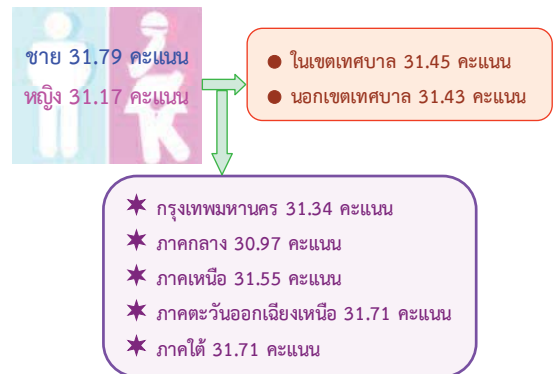 ชาย 31.79 คะแนน
หญิง 31.17 คะแนน
● ในเขตเทศบาล 31.45 คะแนน
● นอกเขตเทศบาล 31.43 คะแนน
✶ กรุงเทพมหานคร 31.34 คะแนน
✶ ภาคกลาง 30.97 คะแนน
✶ ภาคเหนือ 31.55 คะแนน
✶ ภาคตะวันออกเฉียงเหนือ 31.71 คะแนน
✶ ภาคใต้ 31.71 คะแนน